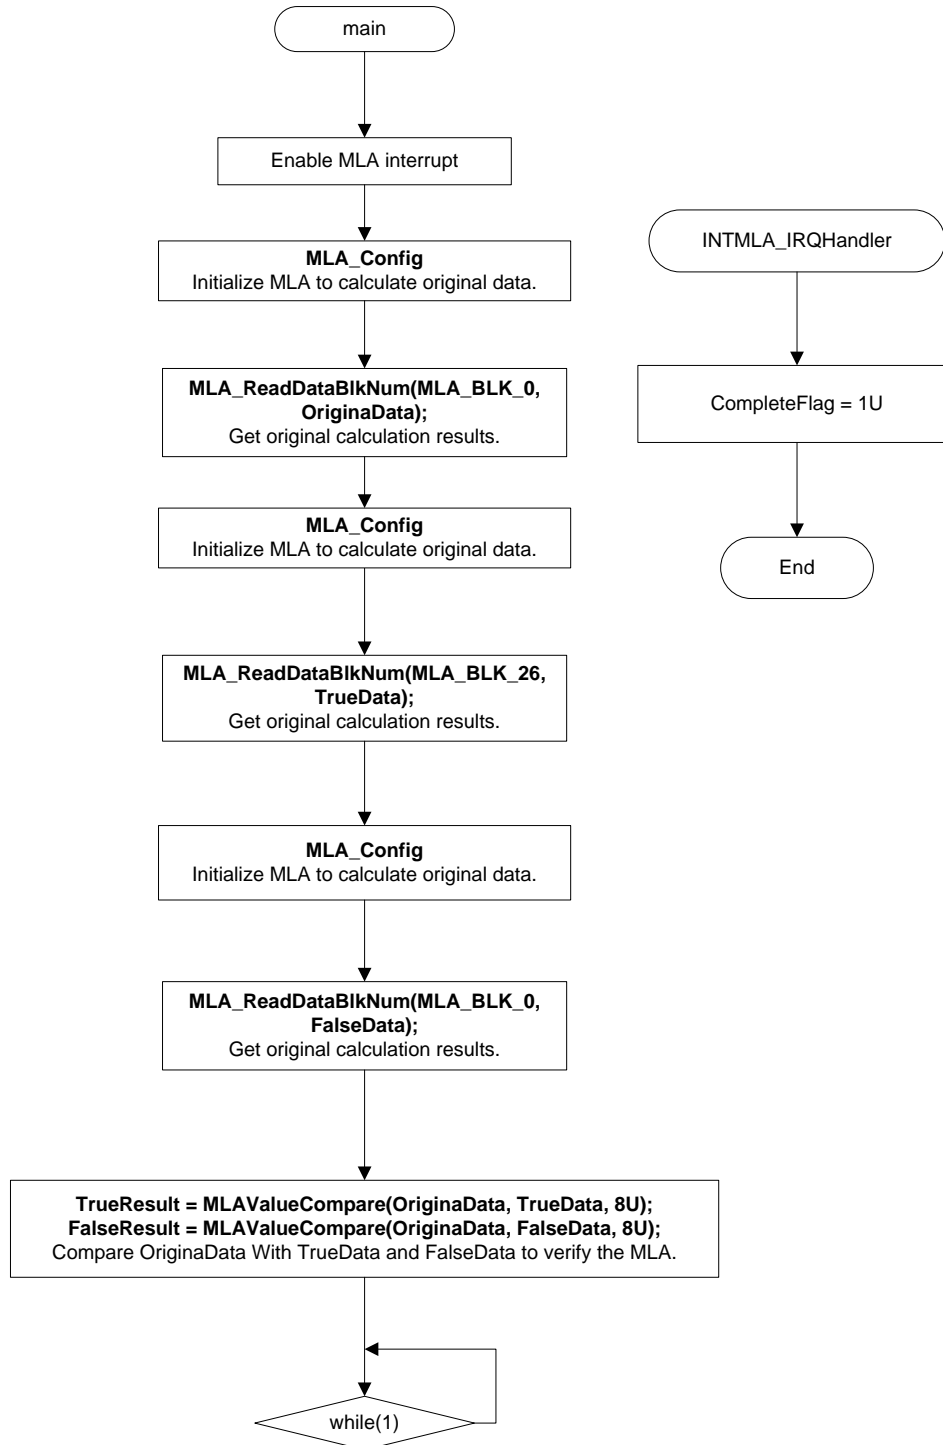 main
Enable MLA interrupt
MLA_Config
Initialize MLA to calculate original data.
MLA_ReadDataBlkNum(MLA_BLK_0,
OriginaData);
Get original calculation results.
MLA_Config
Initialize MLA to calculate original data.
MLA_ReadDataBlkNum(MLA_BLK_26,
TrueData);
Get original calculation results.
MLA_Config
Initialize MLA to calculate original data.
MLA_ReadDataBlkNum(MLA_BLK_0,
FalseData);
Get original calculation results.
TrueResult = MLAValueCompare(OriginaData, TrueData, 8U);
FalseResult = MLAValueCompare(OriginaData, FalseData, 8U);
Compare OriginaData With TrueData and FalseData to verify the MLA.
while(1)
INTMLA_IRQHandler
CompleteFlag = 1U
End